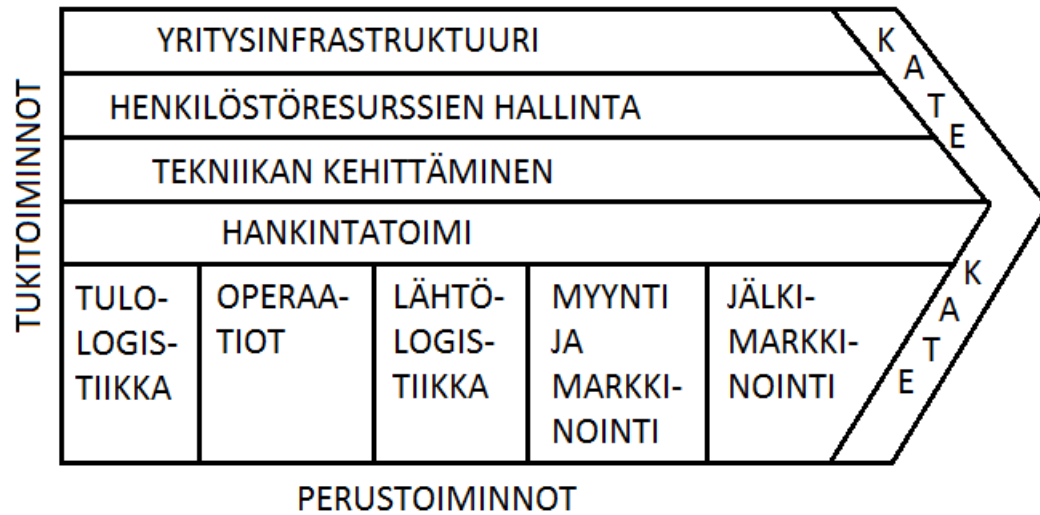 TUKITOIMINNOT
YRITYSINFRASTRUKTUURI
HENKILÖSTÖRESURSSIEN HALLINTA
TEKNIIKAN KEHITTÄMINEN
HANKINTATOIMI
KATE
TULO-
LOGIS-
TIIKKA
OPERAA-
TIOT
LÄHTÖ-
LOGIS-
TIIKKA
MYYNTI
JA
MARKKI-
NOINTI
JÄLKI-
MARKKI-
NOINTI
KATE
PERUSTOIMINNOT